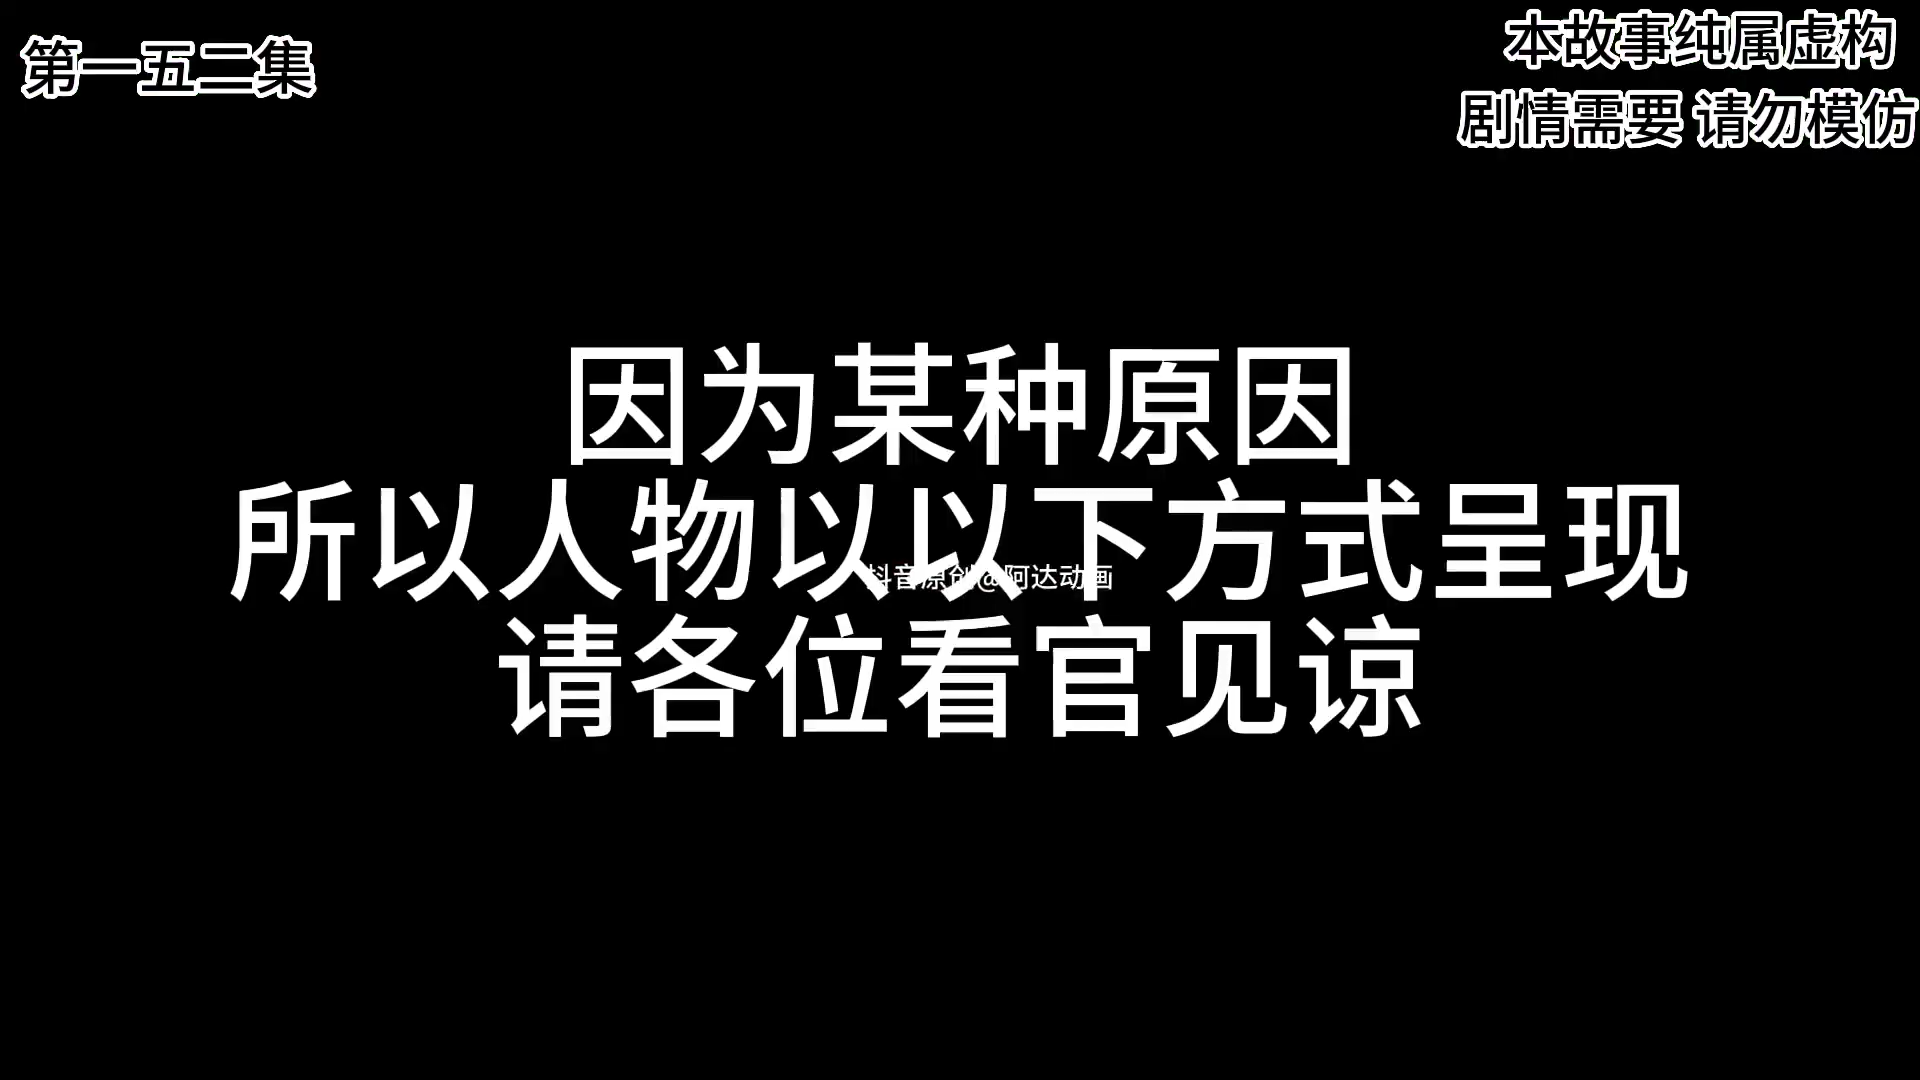 第一五二集
本故事纯属虚构
剧情需要 请勿模仿
因为某种原因
所以人物以以下方式呈现
抖音原创@阿达动画
请各位看官见谅